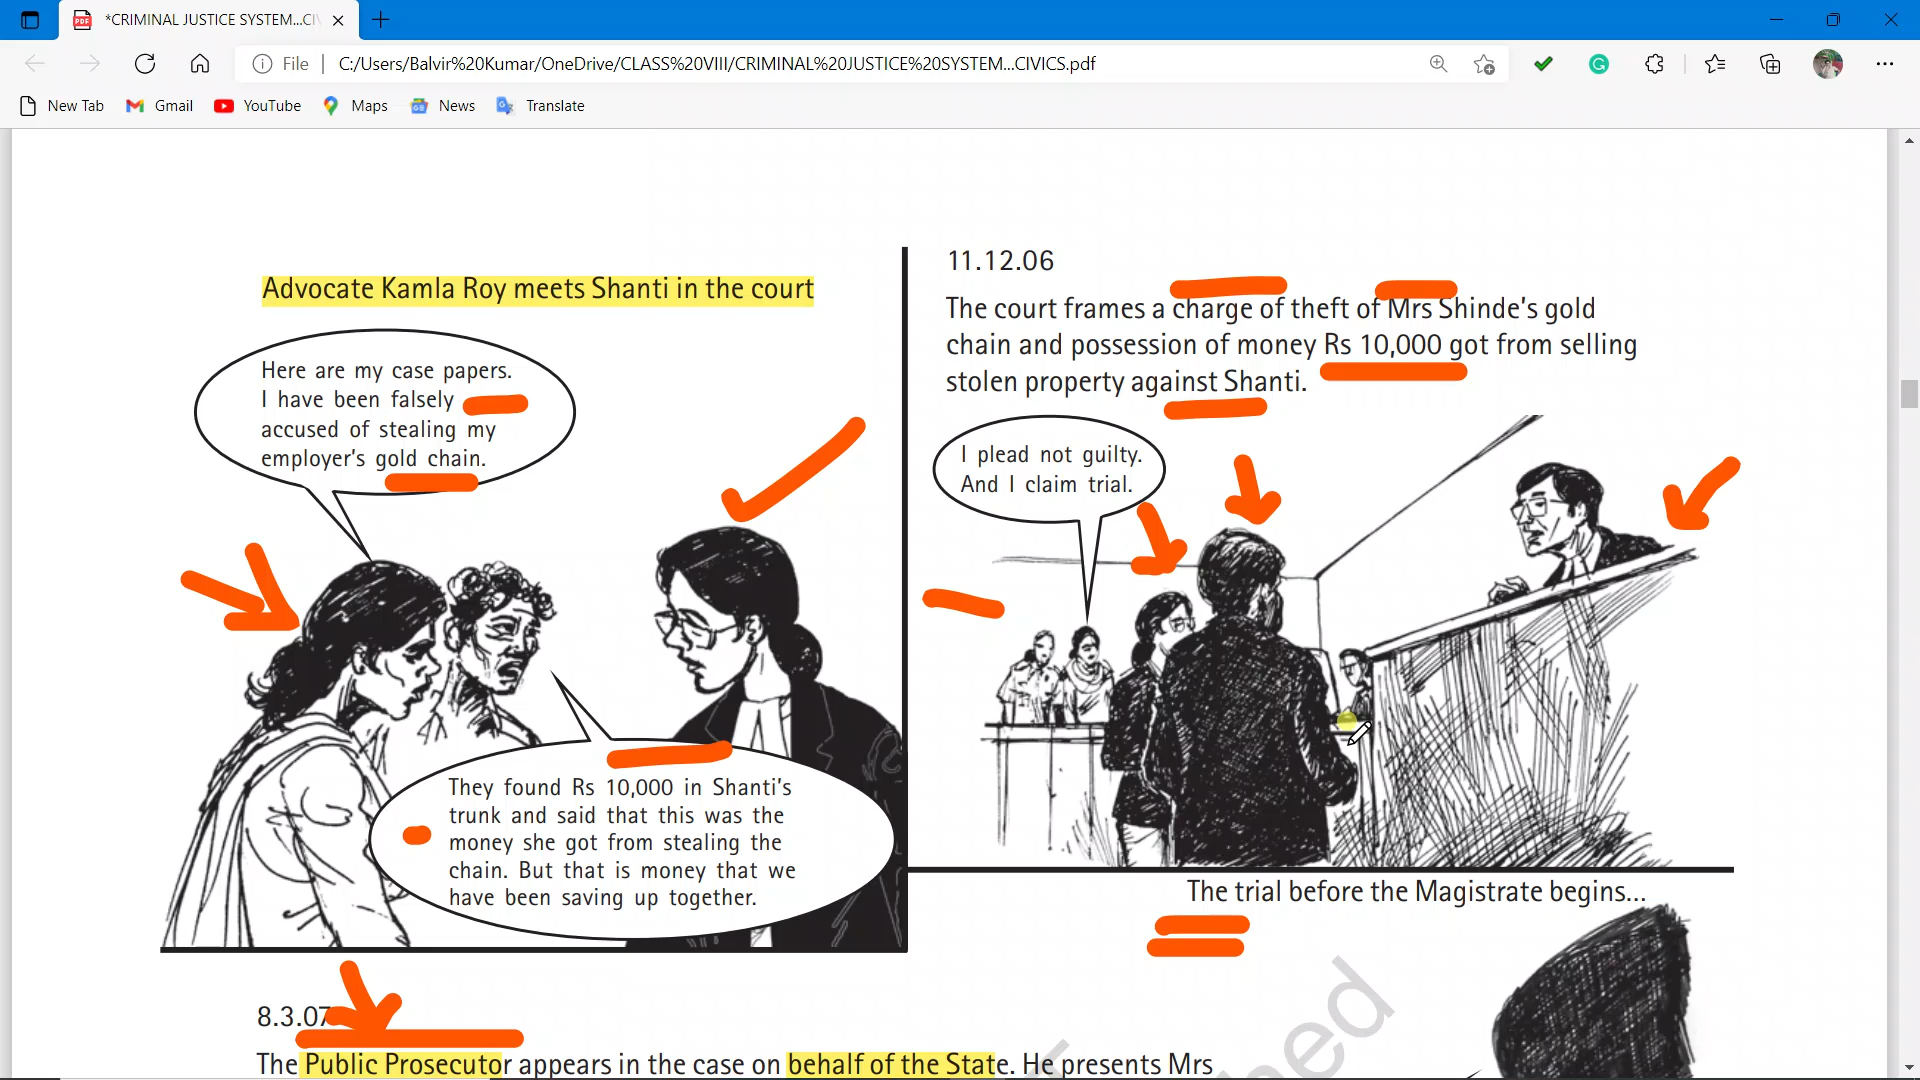 *CRIMINAL JUSTICE SYSTEM...CIV
File
C:/Users/Balvir%20Kumar/OneDrive/CLASS%20VIII/CRIMINAL%20JUSTICE%20SYSTEM...CIVICS.pdf
New Tab
Gmail
YouTube
Maps
News
Translate
Advocate Kamla Roy meets Shanti in the court
Here are my case papers.
I have been falsely
accused of stealing my
employer's gold chain.
They found Rs 10,000 in Shanti's
trunk and said that this was the
money she got from stealing the
chain. But that is money that we
have been saving up together.
11.12.06
The court frames a charge of theft of Mrs Shinde's gold
chain and possession of money Rs 10,000 got from selling
stolen property against Shanti.
I plead not guilty.
And I claim trial.
The trial before the Magistrate begins...
8.3.07
The Public Prosecutor appears in the case on behalf of the State. He presents Mrs